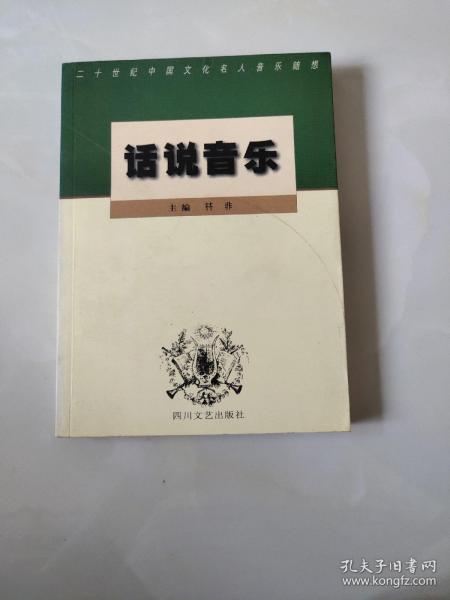 二十世纪中国文化名人音乐随想
话说音乐
主编 林非
四川文艺出版社
孔夫子旧书网
www.kongfz.com